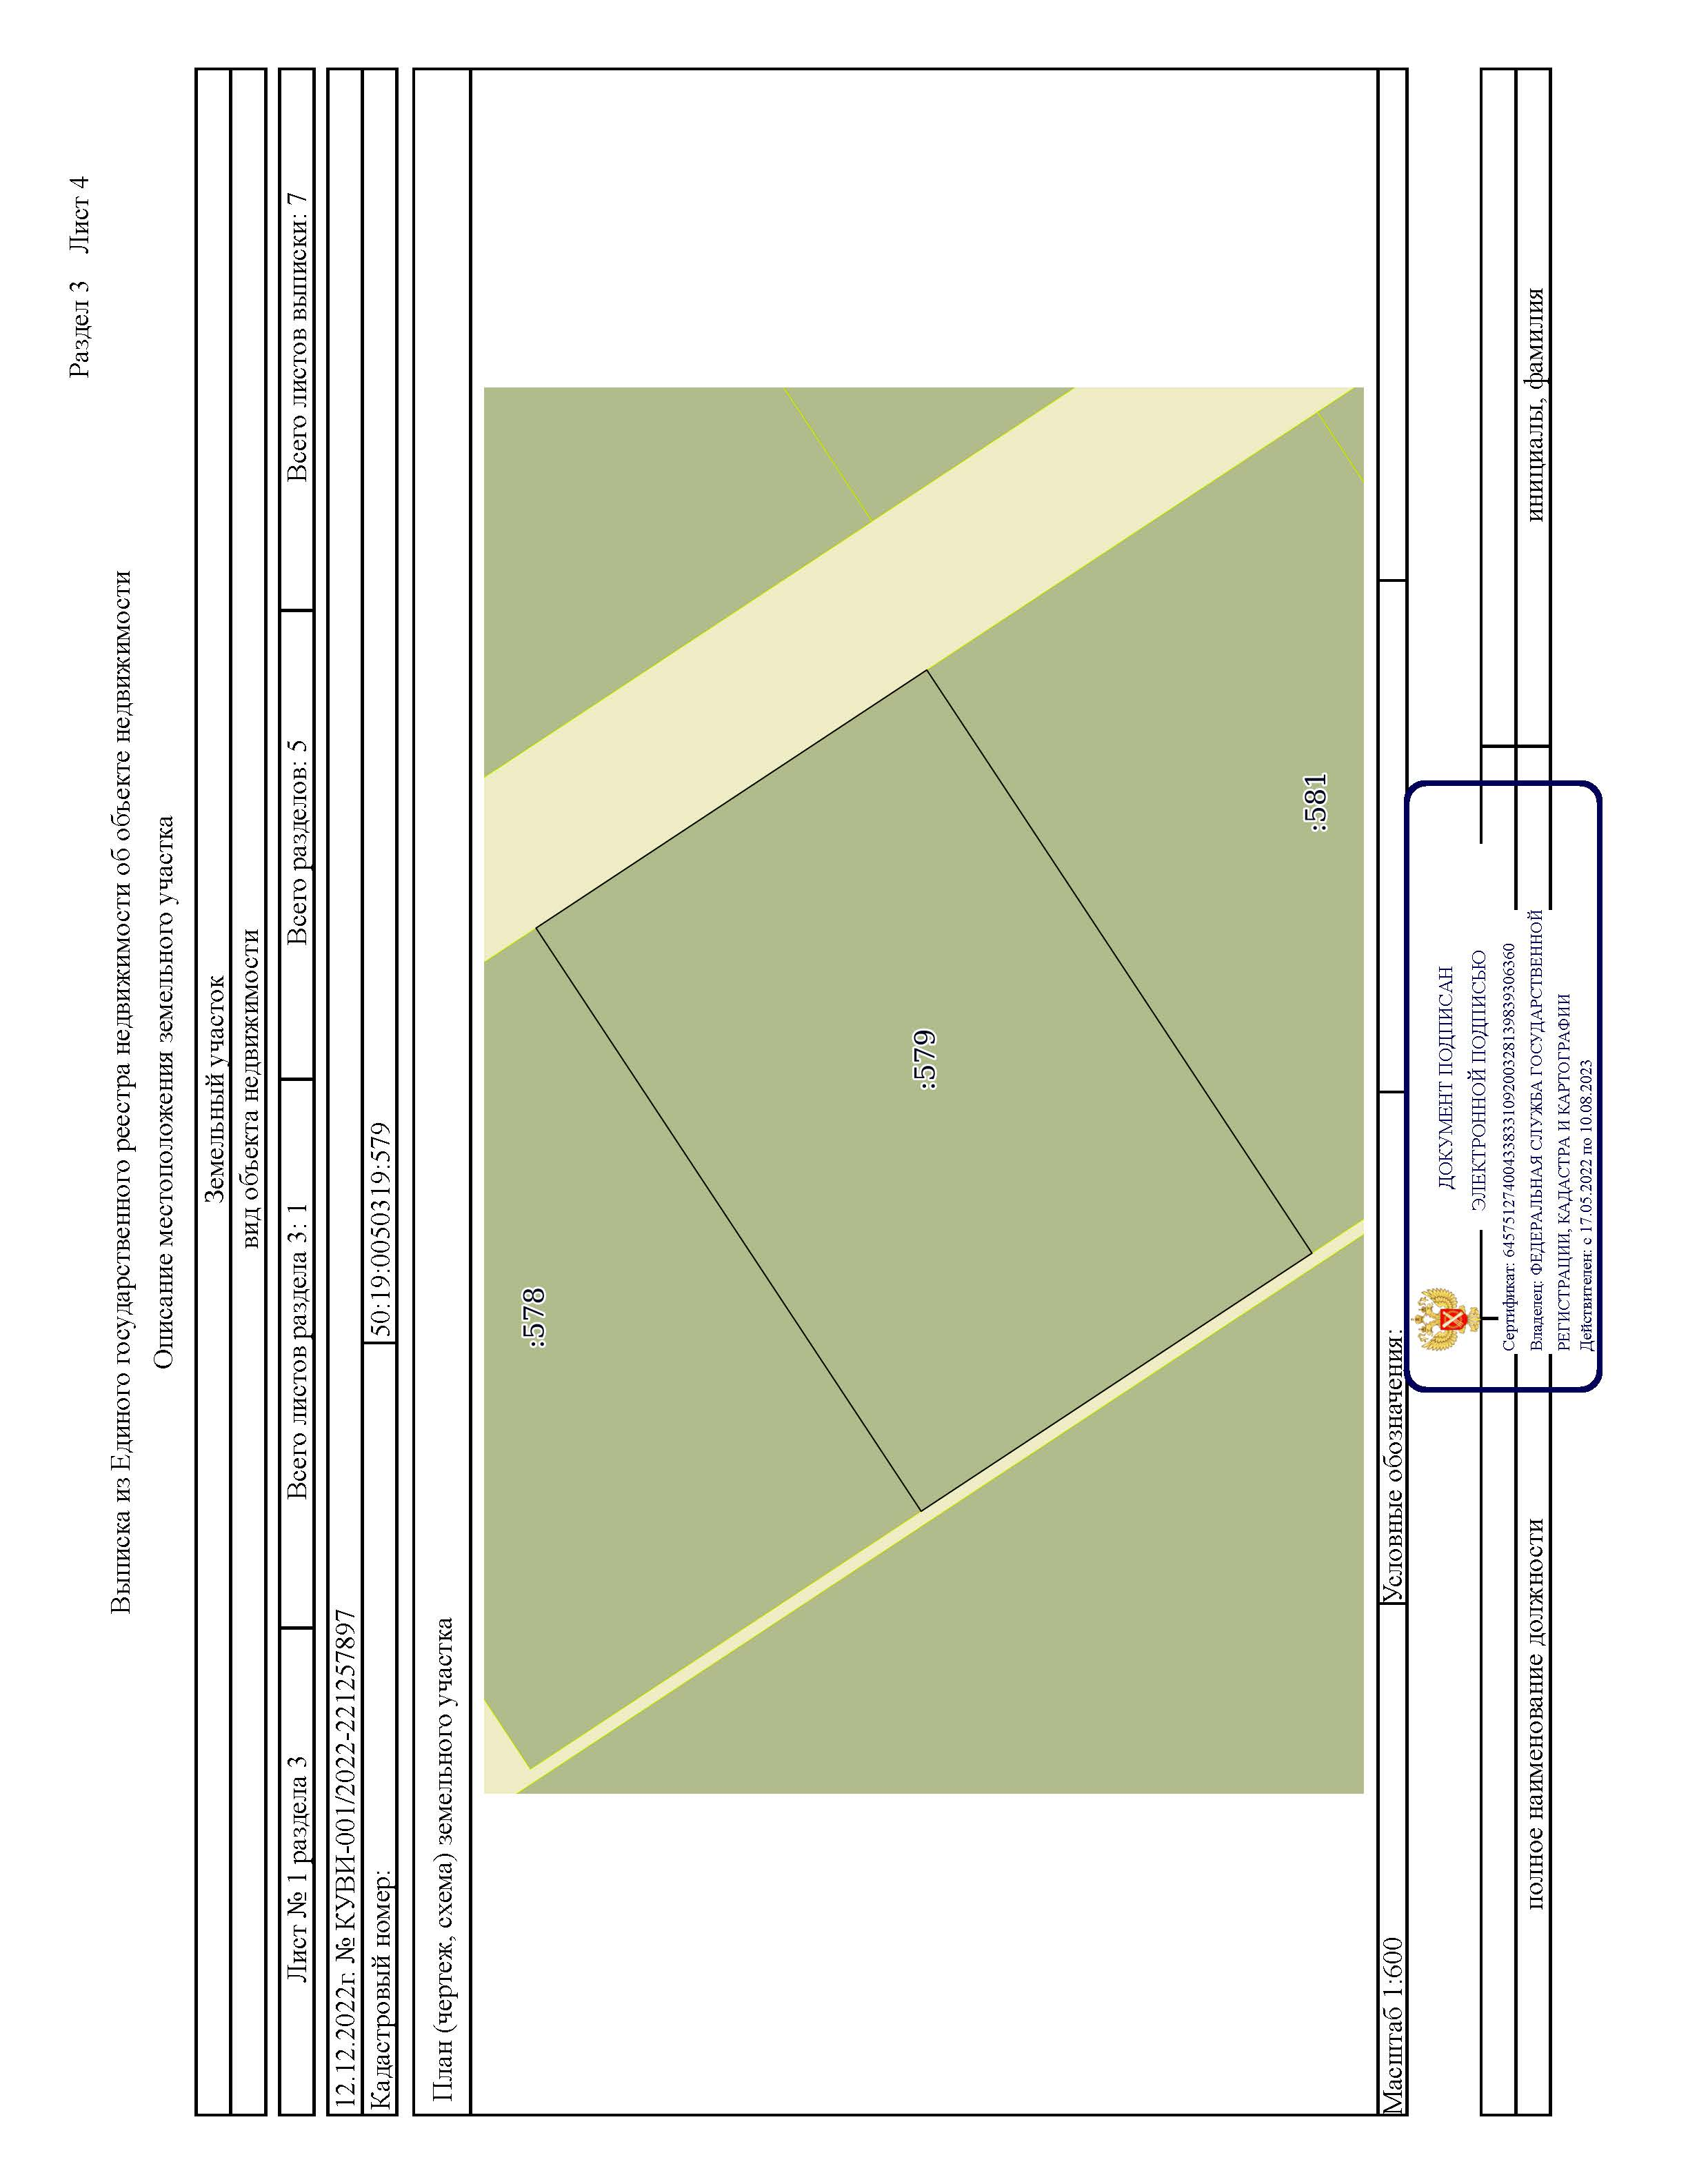 Раздел 3 Лист 4
Выписка из Единого государственного реестра недвижимости об объекте недвижимости
Описание местоположения земельного участка
Земельный участок
вид объекта недвижимости
Лист № 1 раздела 3 Всего листов раздела 3: 1 Всего разделов: 5 Всего листов выписки: 7
12.12.2022г. № КУВИ-001/2022-221257897
Кадастровый номер: 50:19:0050319:579
План (чертеж, схема) земельного участка
:578
:579
:581
Масштаб 1:600 Условные обозначения:
ДОКУМЕНТ ПОДПИСАН
ЭЛЕКТРОННОЙ ПОДПИСЬЮ
Сертификат: 645751274004338331092003281398393​06360
Владелец: ФЕДЕРАЛЬНАЯ СЛУЖБА ГОСУДАРСТВЕННОЙ
РЕГИСТРАЦИИ, КАДАСТРА И КАРТОГРАФИИ
Действителен: с 17.05.2022 по 10.08.2023
полное наименование должности инициалы, фамилия